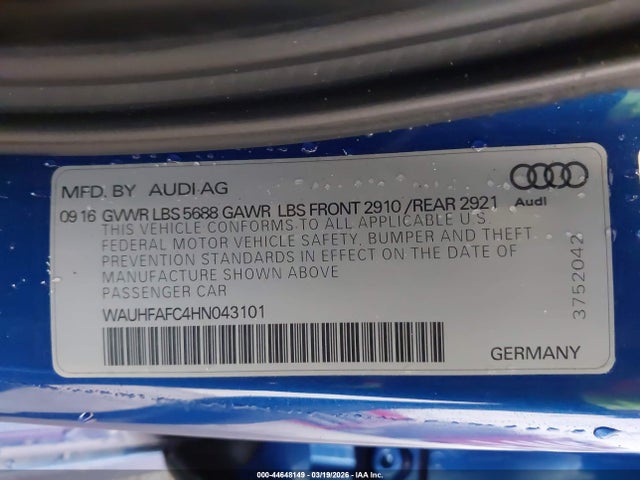 MFD. BY AUDI AG
Audi
09 16 GVWR LBS 5688 GAWR LBS FRONT 2910 /REAR 2921
THIS VEHICLE CONFORMS TO ALL APPLICABLE U.S.
FEDERAL MOTOR VEHICLE SAFETY, BUMPER AND THEFT
PREVENTION STANDARDS IN EFFECT ON THE DATE OF
MANUFACTURE SHOWN ABOVE
PASSENGER CAR
WAUHFAFC4HN043101
3752042
GERMANY
000-44648149 | 03/19/2026 - IAA Inc.